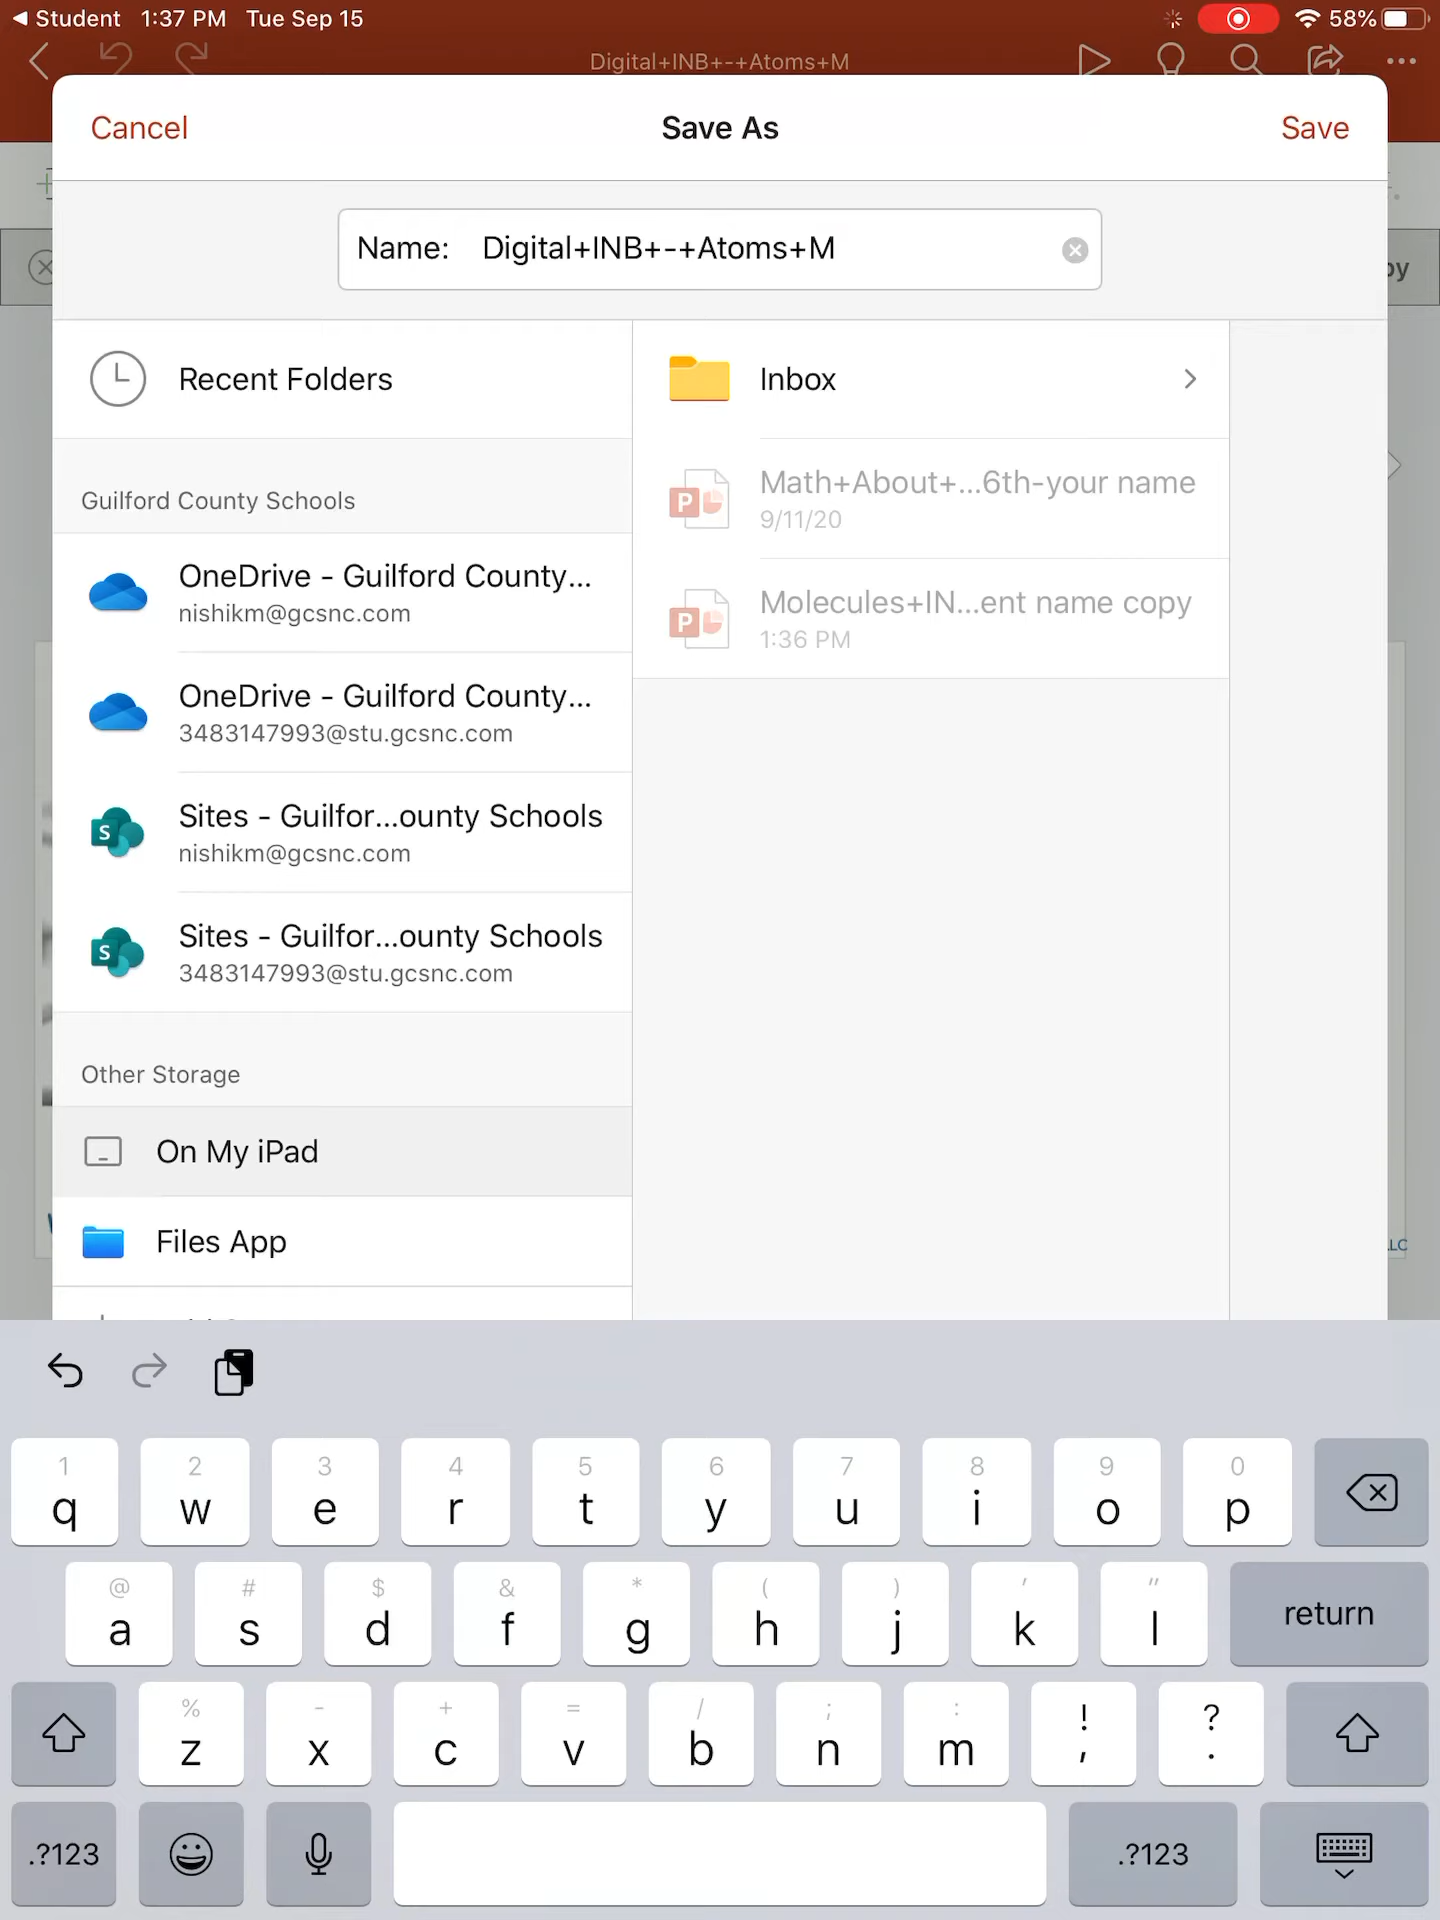 Student 1:37 PM Tue Sep 15 58%
Digital+INB+-+Atoms+M
Cancel Save As Save
Name: Digital+INB+-+Atoms+M
py
Recent Folders
Guilford County Schools
OneDrive - Guilford County...
nishikm@gcsnc.com
OneDrive - Guilford County...
3483147993@stu.gcsnc.com
Sites - Guilfor...ounty Schools
nishikm@gcsnc.com
Sites - Guilfor...ounty Schools
3483147993@stu.gcsnc.com
Other Storage
On My iPad
Files App
Inbox
P Math+About+...6th-your name
9/11/20
P Molecules+IN...ent name copy
1:36 PM
LLC
1 2 3 4 5 6 7 8 9 0
q w e r t y u i o p
@ # $ & * ( ) ' "
a s d f g h j k l return
% - + = / ; : ! ?
z x c v b n m , .
.?123 .?123